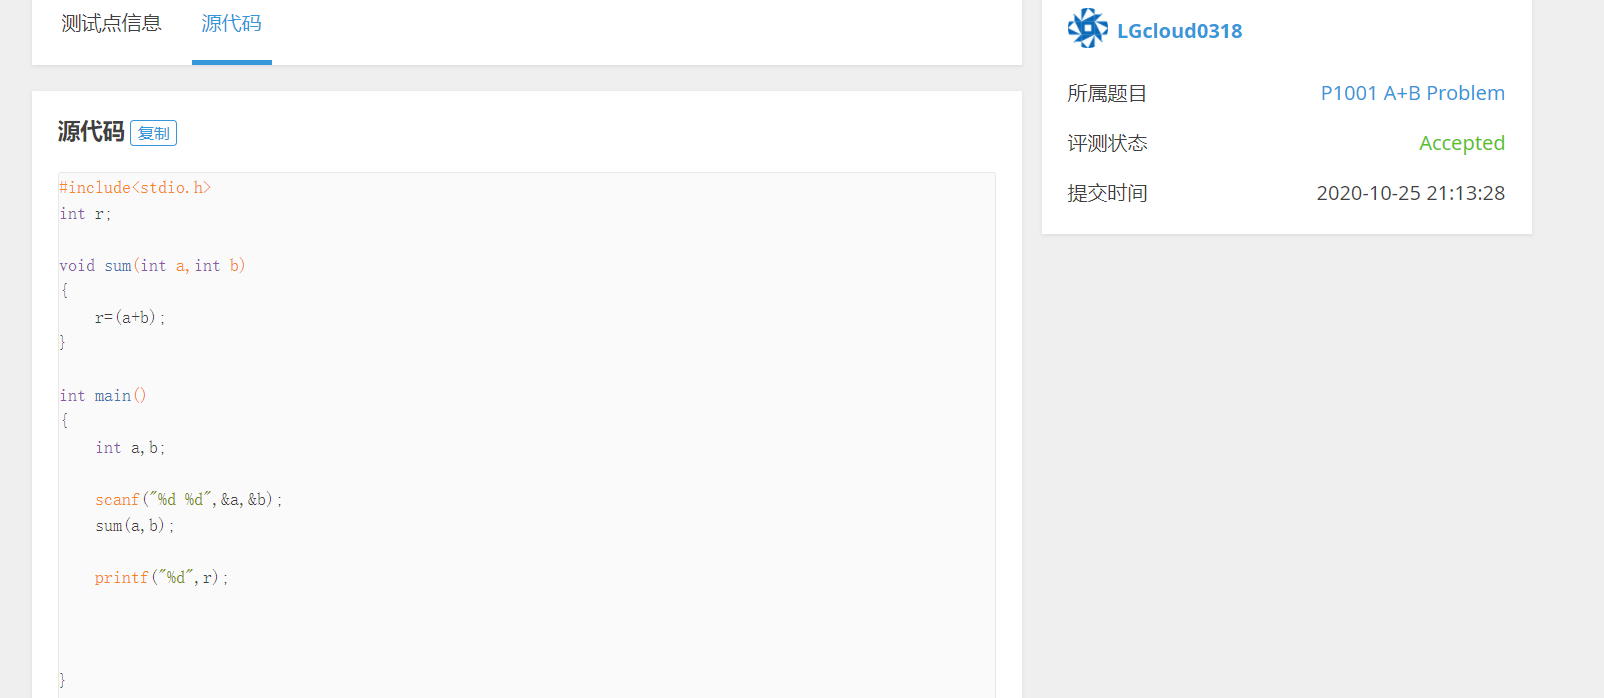 测试点信息 源代码
源代码 复制
#include<stdio.h>
int r;
void sum(int a,int b)
{
r=(a+b);
}
int main()
{
int a,b;
scanf("%d %d",&a,&b);
sum(a,b);
printf("%d",r);
}
LGcloud0318
所属题目 P1001 A+B Problem
评测状态 Accepted
提交时间 2020-10-25 21:13:28